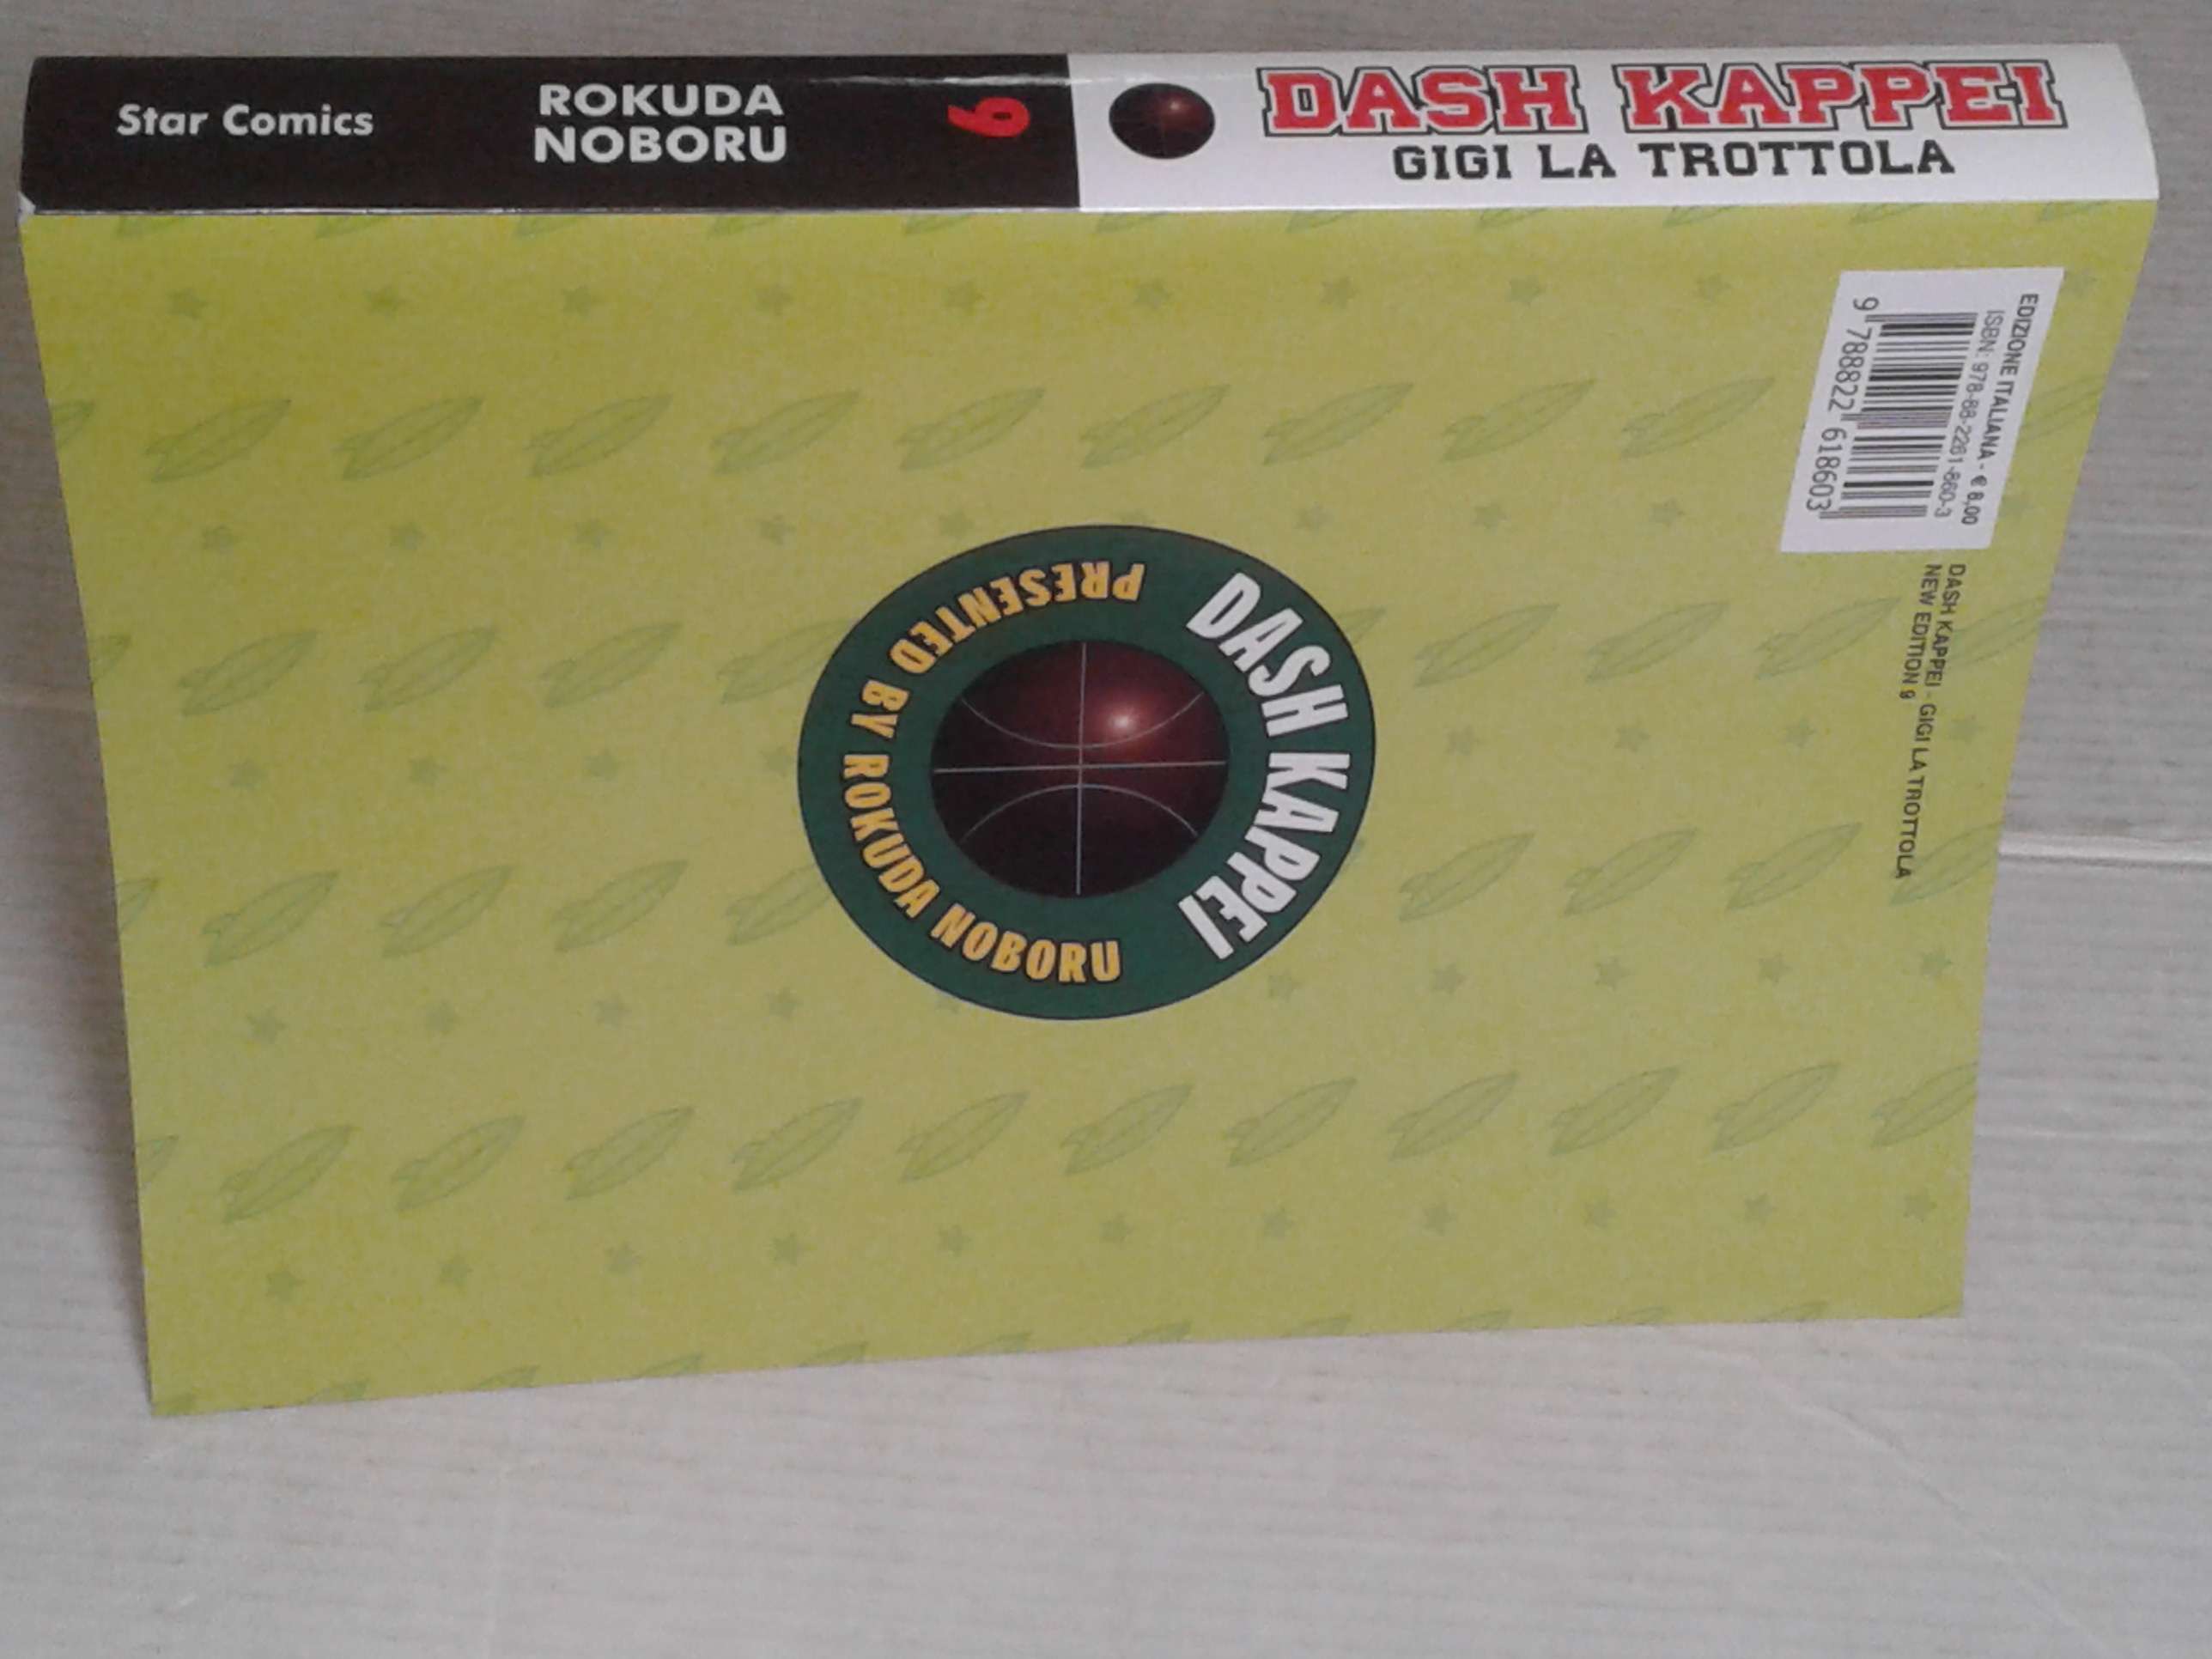 Star Comics
ROKUDA
NOBORU
9
DASH KAPPEI
GIGI LA TROTTOLA
EDIZIONE ITALIANA - € 8,00
ISBN: 978-88-2261-860-3
9 788822 618603
DASH KAPPEI - GIGI LA TROTTOLA
NEW EDITION 9
DASH KAPPEI
PRESENTED BY ROKUDA NOBORU